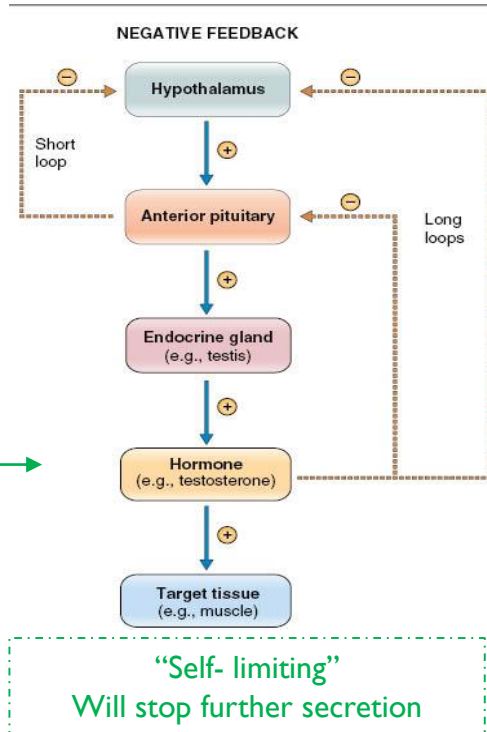 NEGATIVE FEEDBACK
−
−
Hypothalamus
Short
loop
+
Anterior pituitary
−
Long
loops
+
Endocrine gland
(e.g., testis)
+
Hormone
(e.g., testosterone)
+
Target tissue
(e.g., muscle)
“Self- limiting”
Will stop further secretion